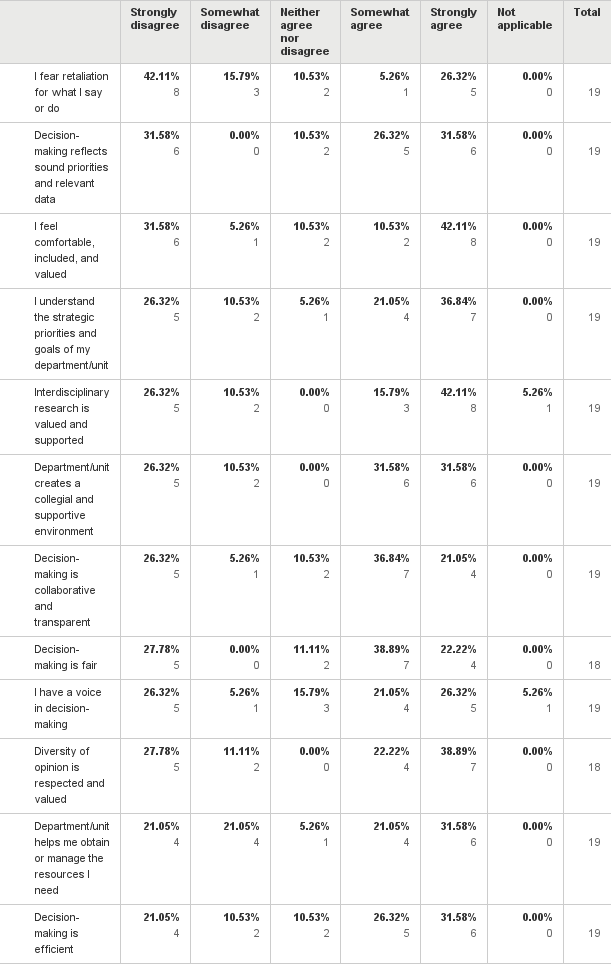 Strongly disagree Somewhat disagree Neither agree nor disagree Somewhat agree Strongly agree Not applicable Total
I fear retaliation 42.11% 15.79% 10.53% 5.26% 26.32% 0.00%
for what I say 8 3 2 1 5 0 19
or do
Decision- 31.58% 0.00% 10.53% 26.32% 31.58% 0.00%
making reflects 6 0 2 5 6 0 19
sound priorities
and relevant
data
I feel 31.58% 5.26% 10.53% 10.53% 42.11% 0.00%
comfortable, 6 1 2 2 8 0 19
included, and
valued
I understand 26.32% 10.53% 5.26% 21.05% 36.84% 0.00%
the strategic 5 2 1 4 7 0 19
priorities and
goals of my
department/unit
Interdisciplinary 26.32% 10.53% 0.00% 15.79% 42.11% 5.26%
research is 5 2 0 3 8 1 19
valued and
supported
Department/unit 26.32% 10.53% 0.00% 31.58% 31.58% 0.00%
creates a 5 2 0 6 6 0 19
collegial and
supportive
environment
Decision- 26.32% 5.26% 10.53% 36.84% 21.05% 0.00%
making is 5 1 2 7 4 0 19
collaborative
and
transparent
Decision- 27.78% 0.00% 11.11% 38.89% 22.22% 0.00%
making is fair 5 0 2 7 4 0 18
I have a voice 26.32% 5.26% 15.79% 21.05% 26.32% 5.26%
in decision- 5 1 3 4 5 1 19
making
Diversity of 27.78% 11.11% 0.00% 22.22% 38.89% 0.00%
opinion is 5 2 0 4 7 0 18
respected and
valued
Department/unit 21.05% 21.05% 5.26% 21.05% 31.58% 0.00%
helps me obtain 4 4 1 4 6 0 19
or manage the
resources I
need
Decision- 21.05% 10.53% 10.53% 26.32% 31.58% 0.00%
making is 4 2 2 5 6 0 19
efficient